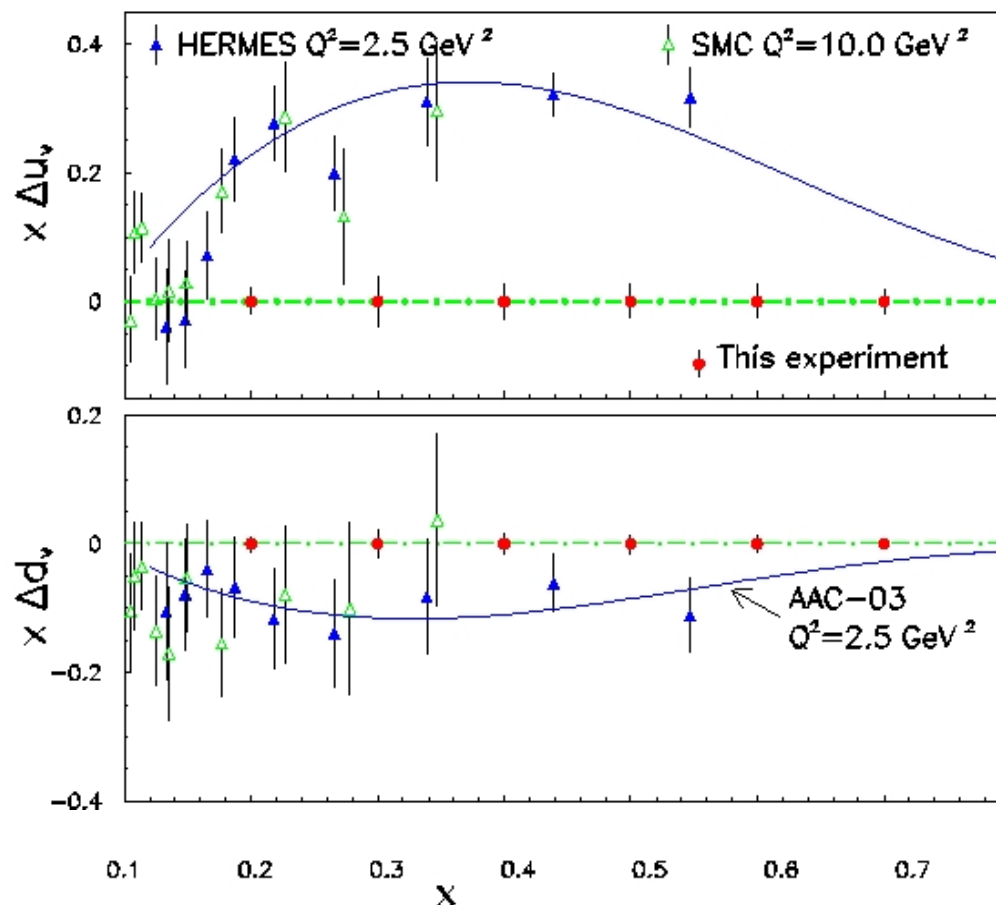 HERMES Q²=2.5 GeV²
SMC Q²=10.0 GeV²
0.4
0.2
0
x Δuᵥ
This experiment
0.2
0
-0.2
-0.4
x Δdᵥ
AAC-03
Q²=2.5 GeV²
0.1 0.2 0.3 0.4 0.5 0.6 0.7
x